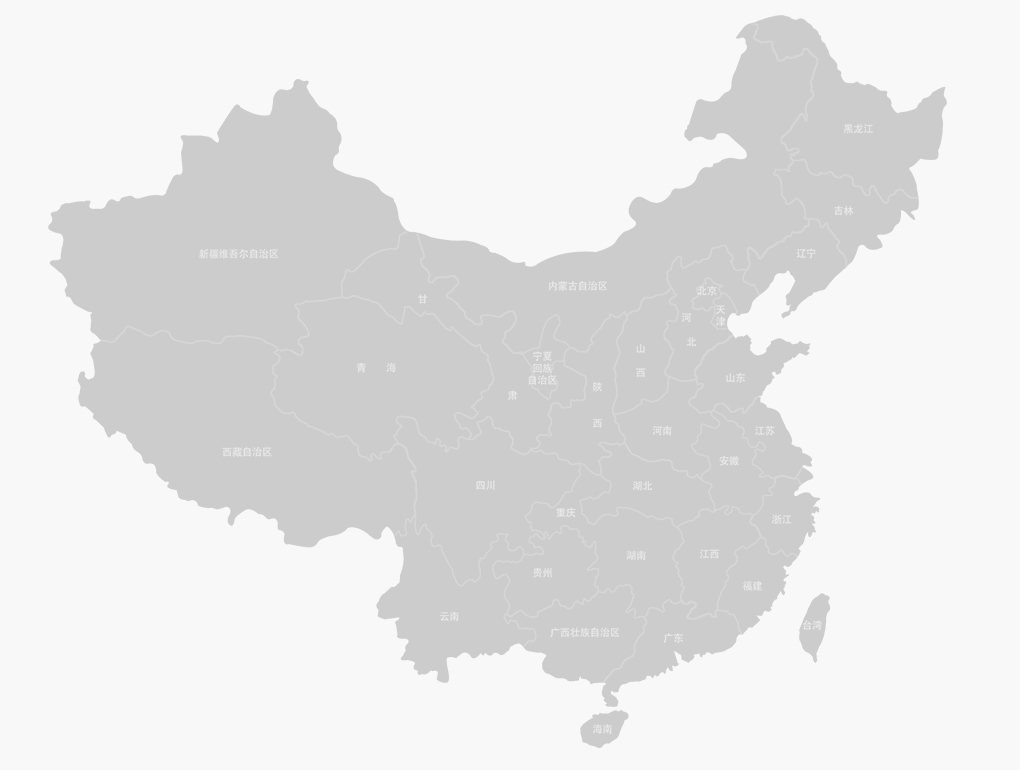 黑龙江
吉林
辽宁
新疆维吾尔自治区
内蒙古自治区
北京
甘
天
津
河
北
山
西
宁夏
回族
自治区
青 海
山东
陕
西
肃
河南
江苏
西藏自治区
安徽
四川
湖北
重庆
浙江
湖南
江西
贵州
福建
云南
台湾
广西壮族自治区
广东
海南